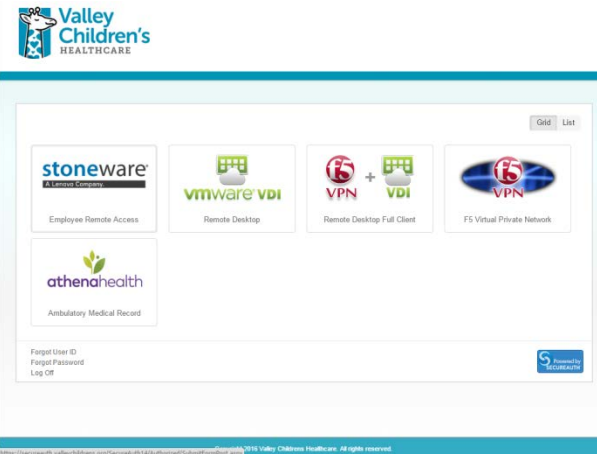 Valley
Children's
HEALTHCARE
Grid List
stoneware
A Lenovo Company.
Employee Remote Access
vmware VDI
Remote Desktop
f5
VPN
+
VDI
Remote Desktop Full Client
f5
VPN
F5 Virtual Private Network
athenahealth
Ambulatory Medical Record
Forgot User ID
Forgot Password
Log Off
S Powered by
SECUREAUTH
2016 Valley Childrens Healthcare. All rights reserved.